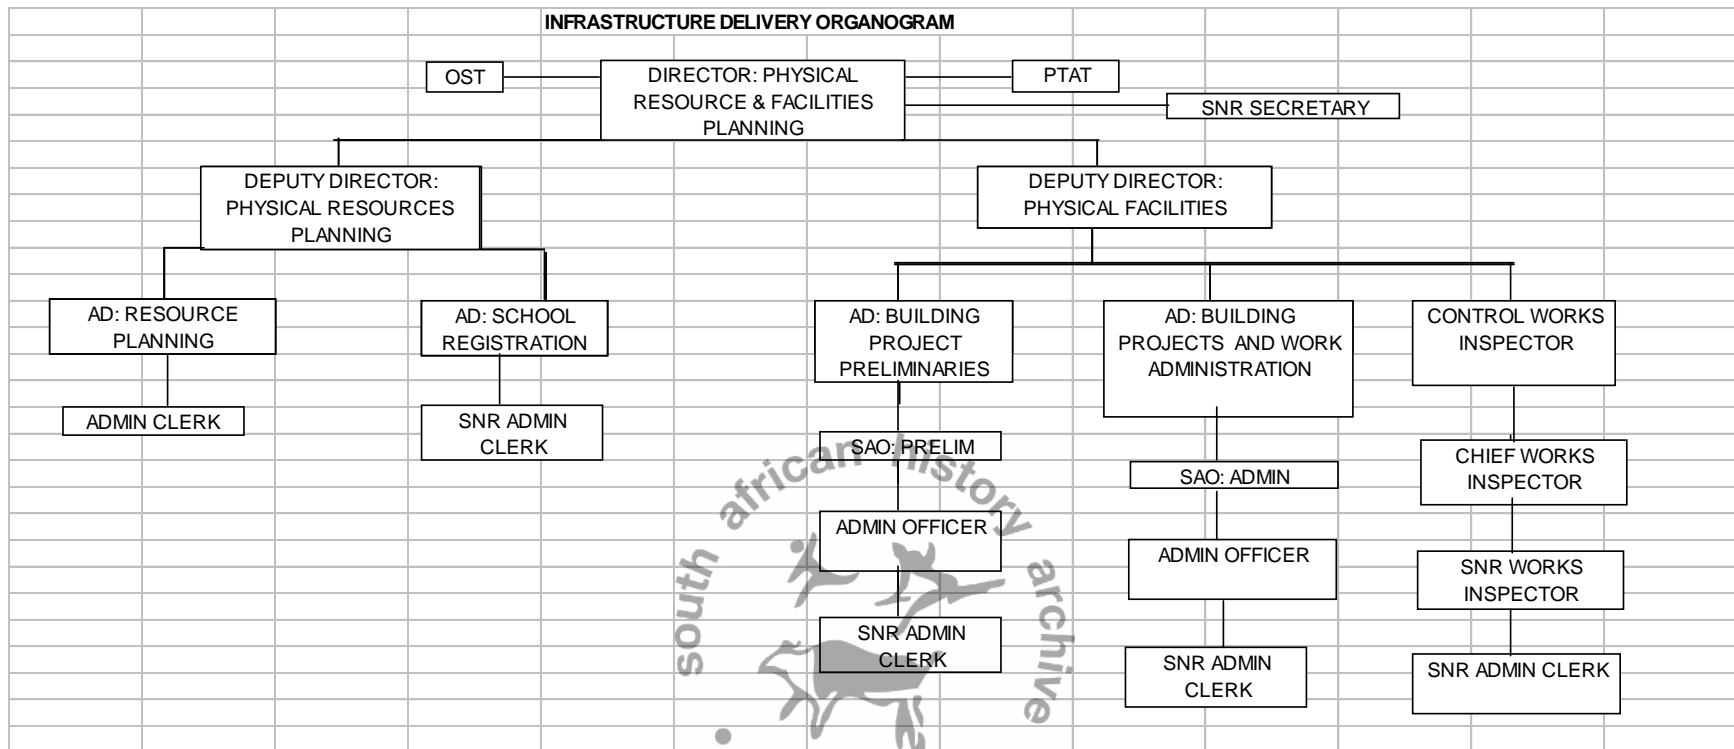 INFRASTRUCTURE DELIVERY ORGANOGRAM
OST
DIRECTOR: PHYSICAL
RESOURCE & FACILITIES
PLANNING
PTAT
SNR SECRETARY
DEPUTY DIRECTOR:
PHYSICAL RESOURCES
PLANNING
DEPUTY DIRECTOR:
PHYSICAL FACILITIES
AD: RESOURCE
PLANNING
AD: SCHOOL
REGISTRATION
AD: BUILDING
PROJECT
PRELIMINARIES
AD: BUILDING
PROJECTS AND WORK
ADMINISTRATION
CONTROL WORKS
INSPECTOR
ADMIN CLERK
SNR ADMIN
CLERK
SAO: PRELIM
SAO: ADMIN
CHIEF WORKS
INSPECTOR
ADMIN OFFICER
ADMIN OFFICER
SNR WORKS
INSPECTOR
SNR ADMIN
CLERK
SNR ADMIN
CLERK
SNR ADMIN CLERK
south african history archive